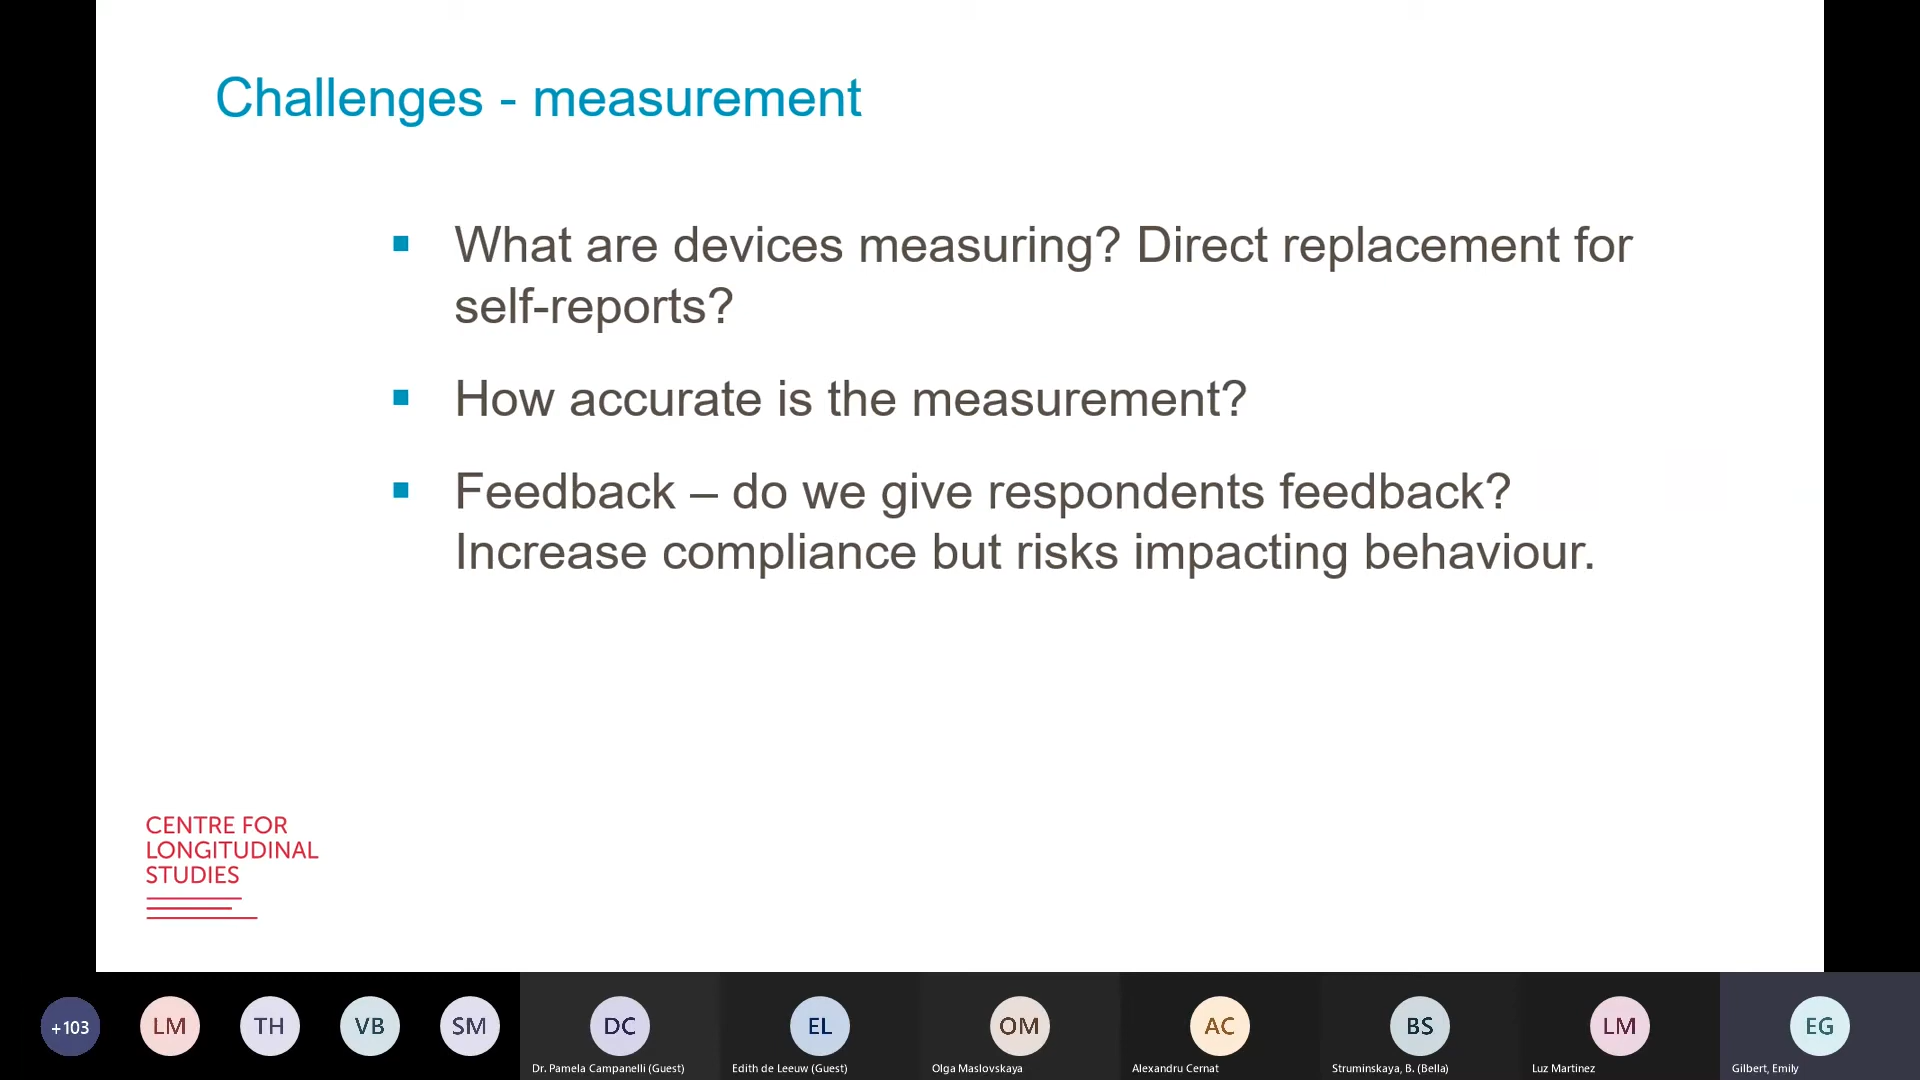 Challenges - measurement
▪ What are devices measuring? Direct replacement for
self-reports?
▪ How accurate is the measurement?
▪ Feedback – do we give respondents feedback?
Increase compliance but risks impacting behaviour.
CENTRE FOR
LONGITUDINAL
STUDIES
+103
LM
TH
VB
SM
DC
EL
OM
AC
BS
LM
EG
Dr. Pamela Campanelli (Guest)
Edith de Leeuw (Guest)
Olga Maslovskaya
Alexandru Cernat
Struminskaya, B. (Bella)
Luz Martinez
Gilbert, Emily